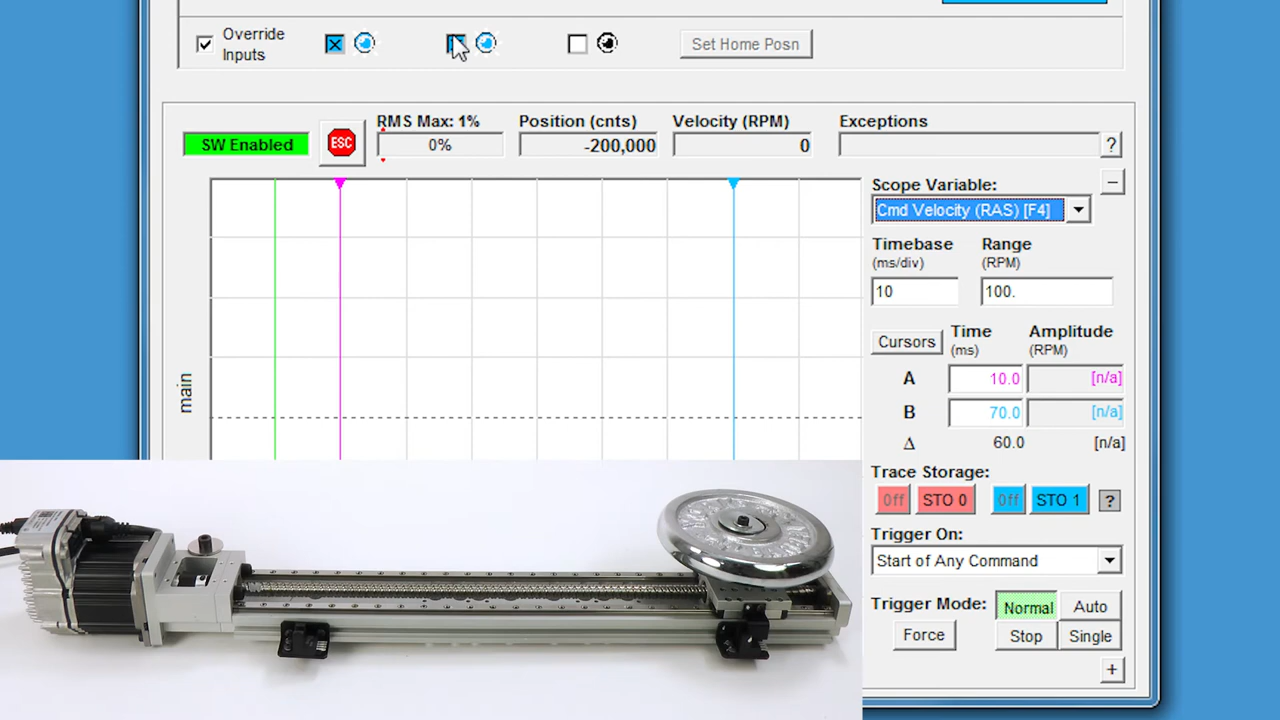 Override
Inputs
Set Home Posn
SW Enabled
ESC
RMS Max: 1%
0%
Position (cnts)
-200,000
Velocity (RPM)
0
Exceptions
?
Scope Variable:
Cmd Velocity (RAS) [F4]
Timebase
(ms/div)
Range
(RPM)
10
100.
Cursors
Time
(ms)
Amplitude
(RPM)
A
10.0
[n/a]
B
70.0
[n/a]
Δ
60.0
[n/a]
main
Trace Storage:
Off
STO 0
Off
STO 1
?
Trigger On:
Start of Any Command
Trigger Mode:
Normal
Auto
Force
Stop
Single